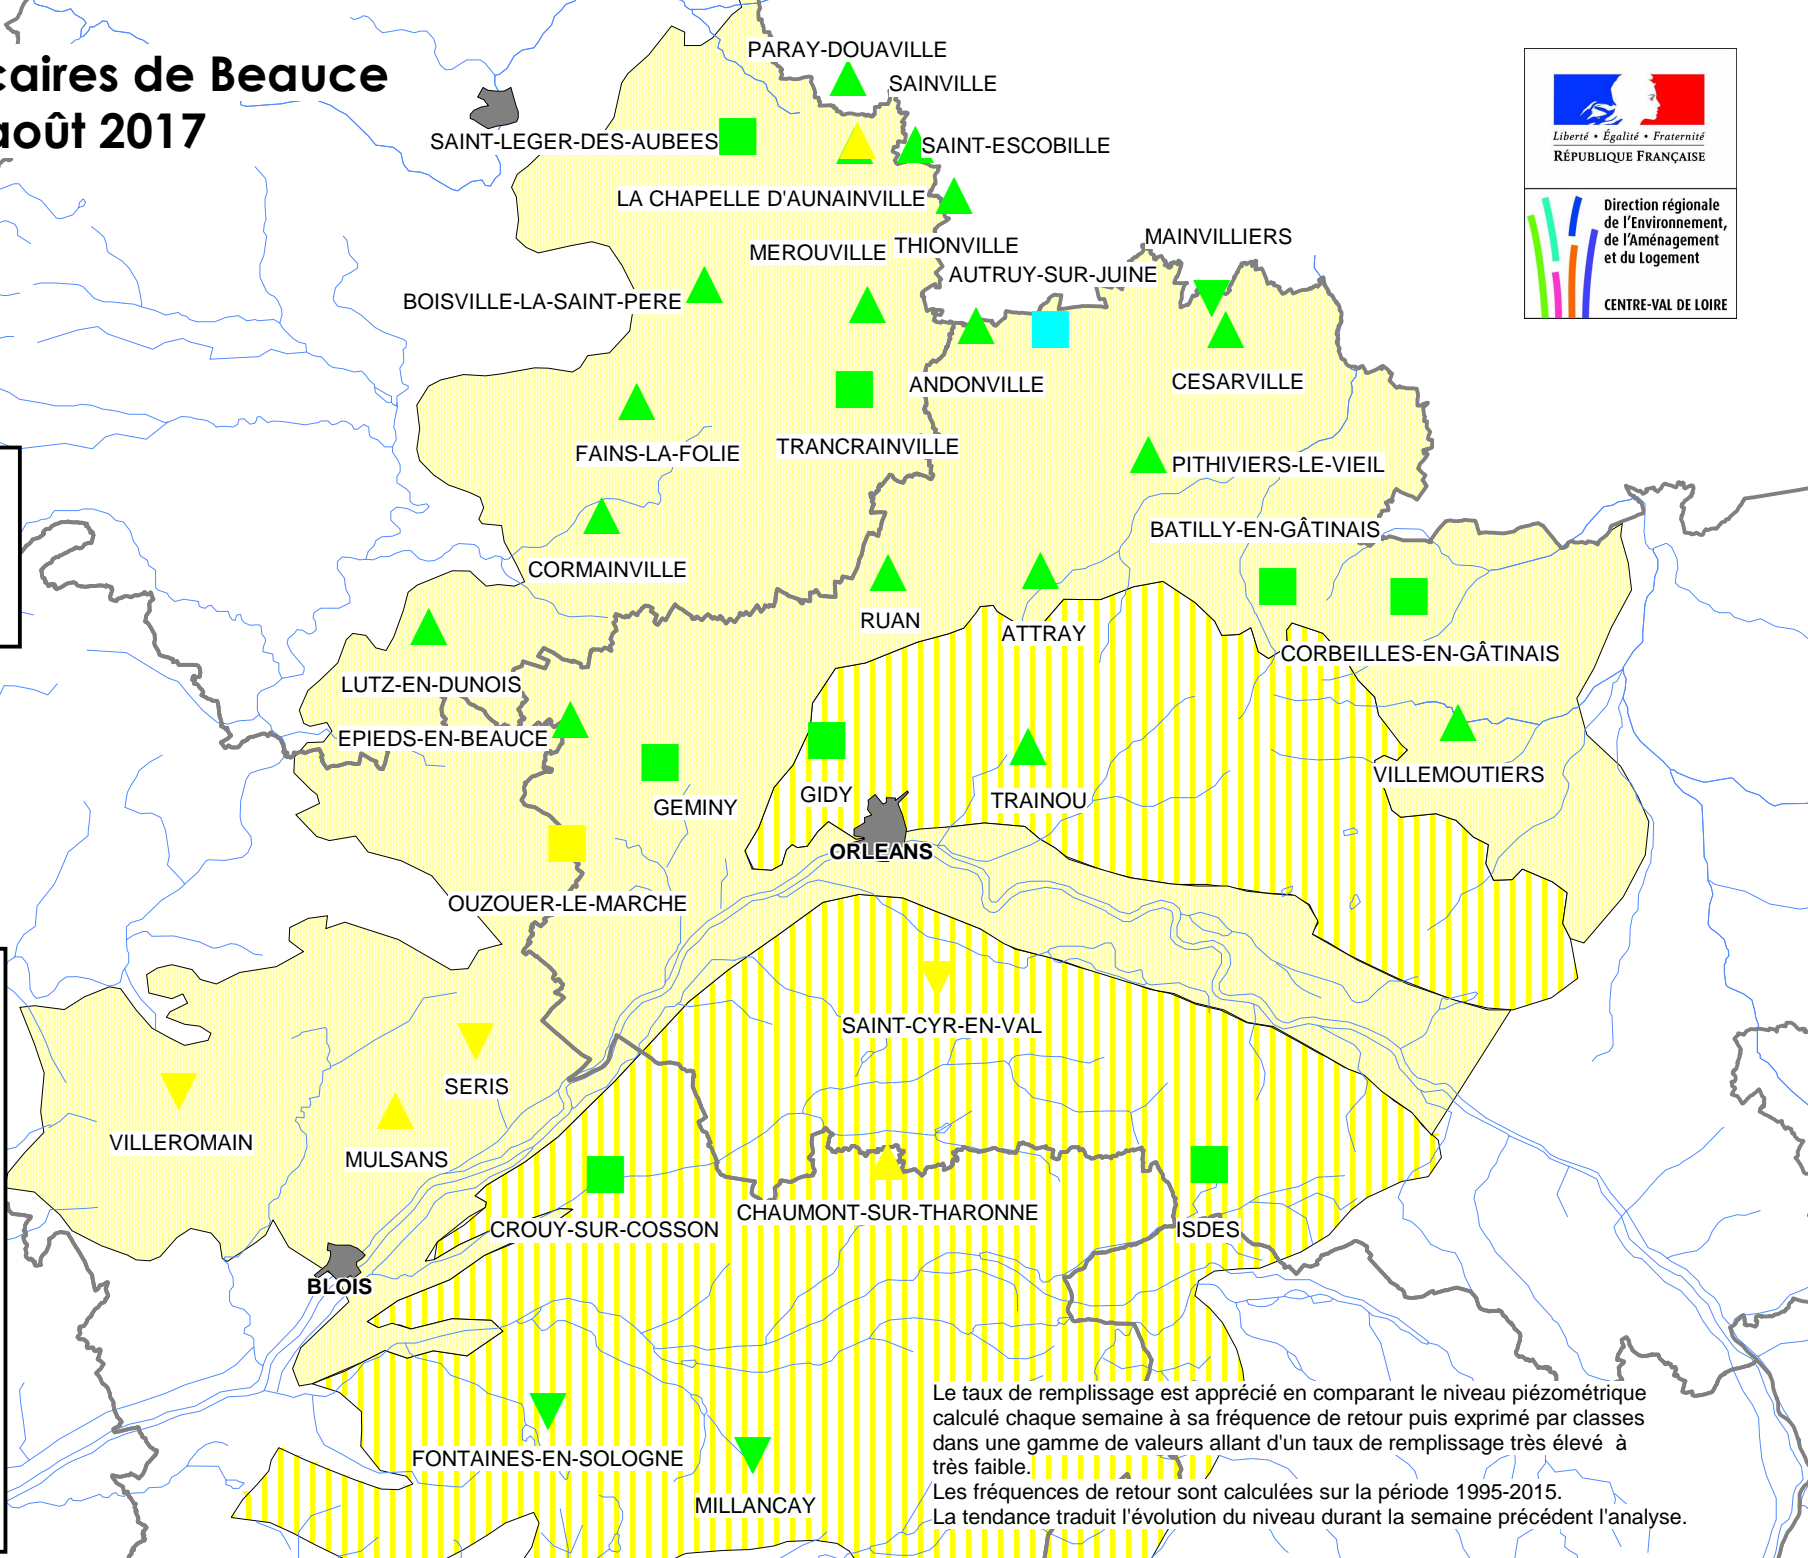 caires de Beauce
août 2017
PARAY-DOUAVILLE
SAINVILLE
SAINT-LEGER-DES-AUBEES
SAINT-ESCOBILLE
LA CHAPELLE D'AUNAINVILLE
MEROUVILLE
THIONVILLE
MAINVILLIERS
AUTRUY-SUR-JUINE
BOISVILLE-LA-SAINT-PERE
ANDONVILLE
CESARVILLE
FAINS-LA-FOLIE
TRANCRAINVILLE
PITHIVIERS-LE-VIEIL
BATILLY-EN-GÂTINAIS
CORMAINVILLE
RUAN
ATTRAY
CORBEILLES-EN-GÂTINAIS
LUTZ-EN-DUNOIS
EPIEDS-EN-BEAUCE
GEMINY
GIDY
TRAINOU
VILLEMOUTIERS
ORLEANS
OUZOUER-LE-MARCHE
SAINT-CYR-EN-VAL
SERIS
VILLEROMAIN
MULSANS
CROUY-SUR-COSSON
CHAUMONT-SUR-THARONNE
ISDES
BLOIS
FONTAINES-EN-SOLOGNE
MILLANCAY
Liberté • Égalité • Fraternité
RÉPUBLIQUE FRANÇAISE
Direction régionale
de l'Environnement,
de l'Aménagement
et du Logement
CENTRE-VAL DE LOIRE
Le taux de remplissage est apprécié en comparant le niveau piézométrique
calculé chaque semaine à sa fréquence de retour puis exprimé par classes
dans une gamme de valeurs allant d'un taux de remplissage très élevé à
très faible.
Les fréquences de retour sont calculées sur la période 1995-2015.
La tendance traduit l'évolution du niveau durant la semaine précédent l'analyse.